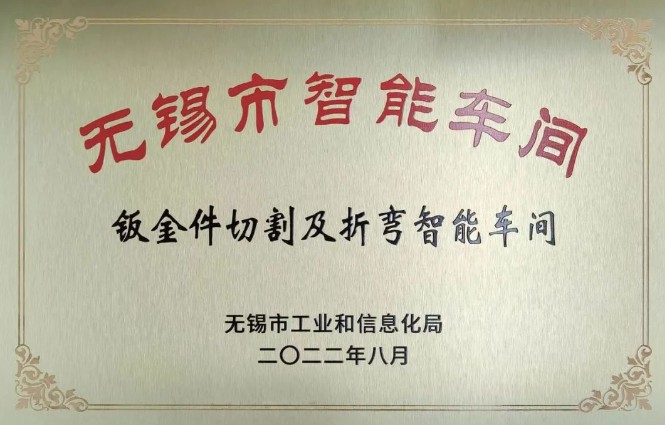 无锡市智能车间
钣金件切割及折弯智能车间
无锡市工业和信息化局
二〇二二年八月